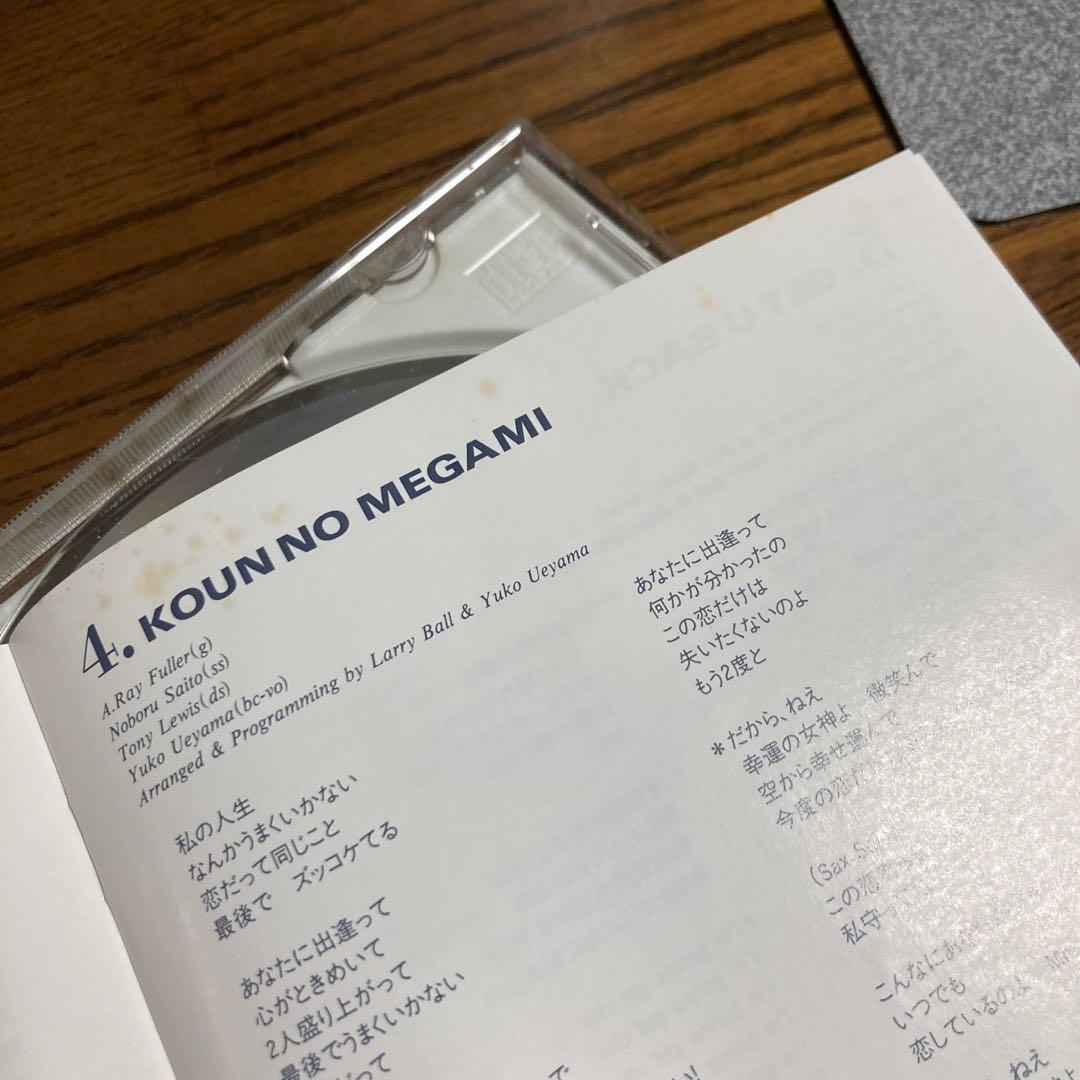 4. KOUN NO MEGAMI
A.Ray Fuller(g)
Noboru Saito(ss)
Tony Lewis(ds)
Yuko Ueyama(bc-vo)
Arranged & Programming by Larry Ball & Yuko Ueyama
私の人生
なんかうまくいかない
恋だって同じこと
最後で ズッコケてる
あなたに出逢って
心がときめいて
2人盛り上がって
最後でうまくいかない
あなたに出逢って
何かが分かったの
この恋だけは
失いたくないのよ
もう2度と
*だから、ねえ
幸運の女神よ 微笑んで
空から幸せ運んで
今度の恋
(Sax
この恋
私守
こんなに
いつでも
恋しているのよ
ねえ
5. GET U BACK